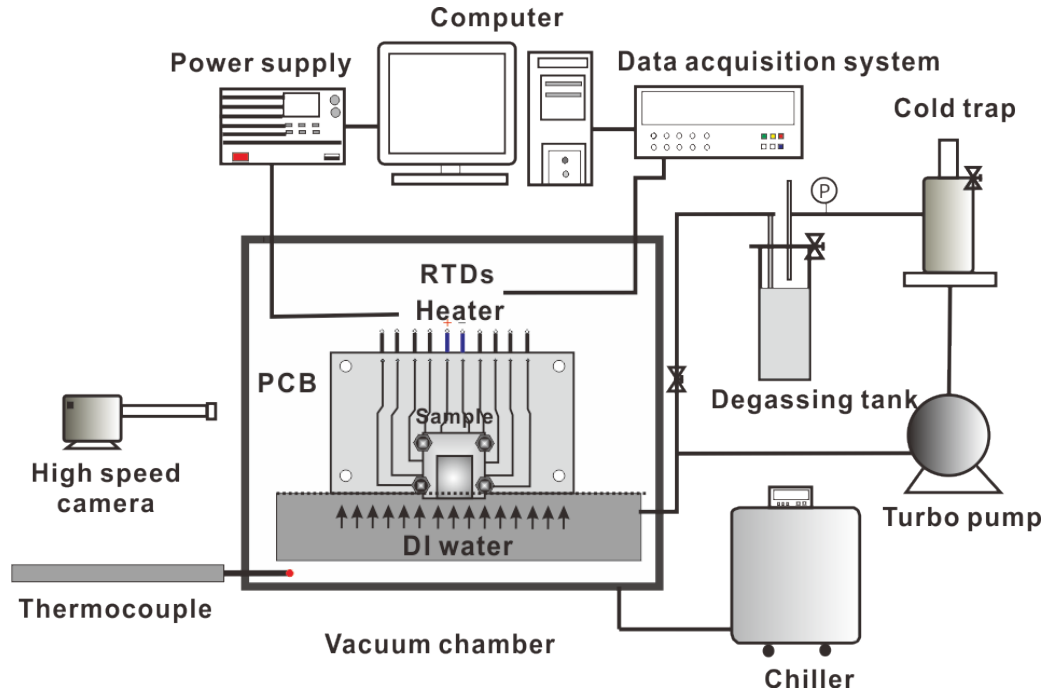 Computer
Power supply
Data acquisition system
Cold trap
P
RTDs
Heater
+ −
PCB
Sample
Degassing tank
High speed
camera
Turbo pump
DI water
Thermocouple
Vacuum chamber
Chiller